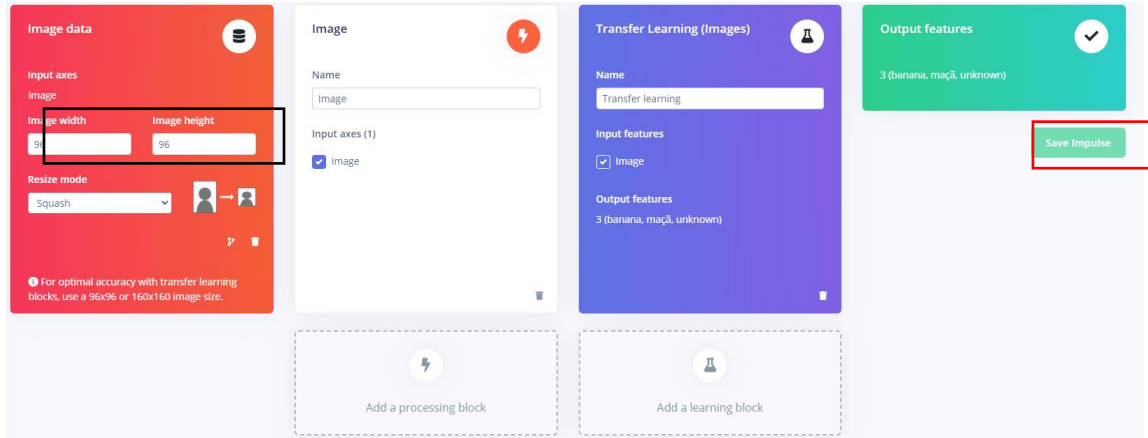 Image data
Input axes
image
Image width Image height
96 96
Resize mode
Squash
For optimal accuracy with transfer learning
blocks, use a 96x96 or 160x160 image size.
Image
Name
Image
Input axes (1)
image
Add a processing block
Transfer Learning (Images)
Name
Transfer learning
Input features
Image
Output features
3 (banana, maçã, unknown)
Add a learning block
Output features
3 (banana, maçã, unknown)
Save Impulse